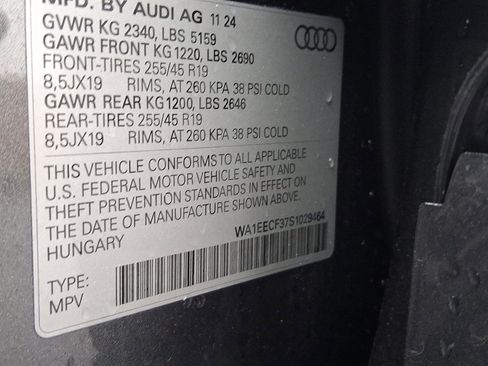 MFD. BY AUDI AG 11 24
GVWR KG 2340, LBS 5159
GAWR FRONT KG 1220, LBS 2690
FRONT-TIRES 255/45 R19
8,5JX19 RIMS, AT 260 KPA 38 PSI COLD
GAWR REAR KG 1200, LBS 2646
REAR-TIRES 255/45 R19
8,5JX19 RIMS, AT 260 KPA 38 PSI COLD
THIS VEHICLE CONFORMS TO ALL APPLICABLE
U.S. FEDERAL MOTOR VEHICLE SAFETY AND
THEFT PREVENTION STANDARDS IN EFFECT ON
THE DATE OF MANUFACTURE SHOWN ABOVE.
HUNGARY
WA1EECF37S1029464
TYPE:
MPV